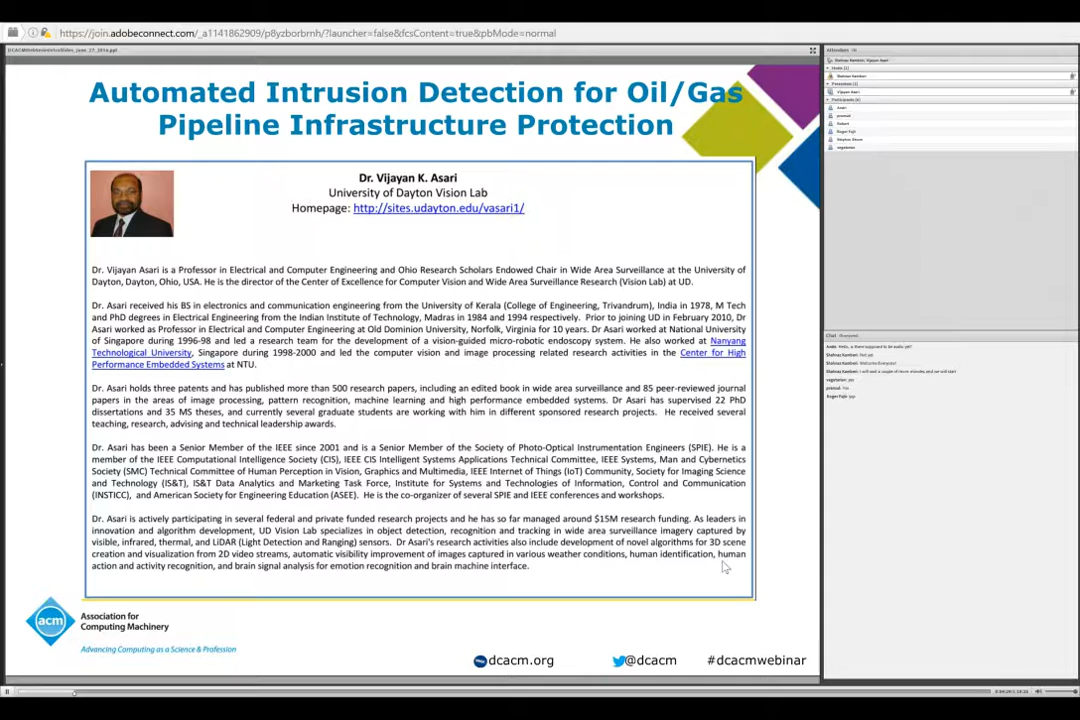 https://join.adobeconnect.com/_a1141862909/p8yzborbrnh/?launcher=false&fcsContent=true&pbMode=normal
Automated Intrusion Detection for Oil/Gas
Pipeline Infrastructure Protection
Dr. Vijayan K. Asari
University of Dayton Vision Lab
Homepage: http://sites.udayton.edu/vasari1/
Dr. Vijayan Asari is a Professor in Electrical and Computer Engineering and Ohio Research Scholars Endowed Chair in Wide Area Surveillance at the University of
Dayton, Dayton, Ohio, USA. He is the director of the Center of Excellence for Computer Vision and Wide Area Surveillance Research (Vision Lab) at UD.
Dr. Asari received his BS in electronics and communication engineering from the University of Kerala (College of Engineering, Trivandrum), India in 1978, M Tech
and PhD degrees in Electrical Engineering from the Indian Institute of Technology, Madras in 1984 and 1994 respectively. Prior to joining UD in February 2010, Dr
Asari worked as Professor in Electrical and Computer Engineering at Old Dominion University, Norfolk, Virginia for 10 years. Dr Asari worked at National University
of Singapore during 1996-98 and led a research team for the development of a vision-guided micro-robotic endoscopy system. He also worked at Nanyang
Technological University, Singapore during 1998-2000 and led the computer vision and image processing related research activities in the Center for High
Performance Embedded Systems at NTU.
Dr. Asari holds three patents and has published more than 500 research papers, including an edited book in wide area surveillance and 85 peer-reviewed journal
papers in the areas of image processing, pattern recognition, machine learning and high performance embedded systems. Dr Asari has supervised 22 PhD
dissertations and 35 MS theses, and currently several graduate students are working with him in different sponsored research projects. He received several
teaching, research, advising and technical leadership awards.
Dr. Asari has been a Senior Member of the IEEE since 2001 and is a Senior Member of the Society of Photo-Optical Instrumentation Engineers (SPIE). He is a
member of the IEEE Computational Intelligence Society (CIS), IEEE CIS Intelligent Systems Applications Technical Committee, IEEE Systems, Man and Cybernetics
Society (SMC) Technical Committee of Human Perception in Vision, Graphics and Multimedia, IEEE Internet of Things (IoT) Community, Society for Imaging Science
and Technology (IS&T), IS&T Data Analytics and Marketing Task Force, Institute for Systems and Technologies of Information, Control and Communication
(INSTICC), and American Society for Engineering Education (ASEE). He is the co-organizer of several SPIE and IEEE conferences and workshops.
Dr. Asari is actively participating in several federal and private funded research projects and he has so far managed around $15M research funding. As leaders in
innovation and algorithm development, UD Vision Lab specializes in object detection, recognition and tracking in wide area surveillance imagery captured by
visible, infrared, thermal, and LiDAR (Light Detection and Ranging) sensors. Dr Asari's research activities also include development of novel algorithms for 3D scene
creation and visualization from 2D video streams, automatic visibility improvement of images captured in various weather conditions, human identification, human
action and activity recognition, and brain signal analysis for emotion recognition and brain machine interface.
acm
Association for
Computing Machinery
Advancing Computing as a Science & Profession
dcacm.org
@dcacm
#dcacmwebinar